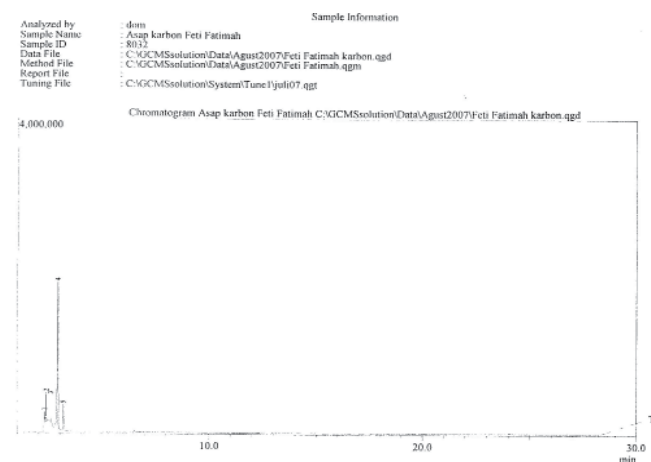 Sample Information
Analyzed by : dom
Sample Name : Asap karbon Feti Fatimah
Sample ID : 8032
Data File : C:\GCMSsolution\Data\Agust2007\Feti Fatimah karbon.qgd
Method File : C:\GCMSsolution\Data\Agust2007\Feti Fatimah.qgm
Report File :
Tuning File : C:\GCMSsolution\System\Tune1\juli07.qgt
Chromatogram Asap karbon Feti Fatimah C:\GCMSsolution\Data\Agust2007\Feti Fatimah karbon.qgd
4,000,000
10.0 20.0 30.0
min